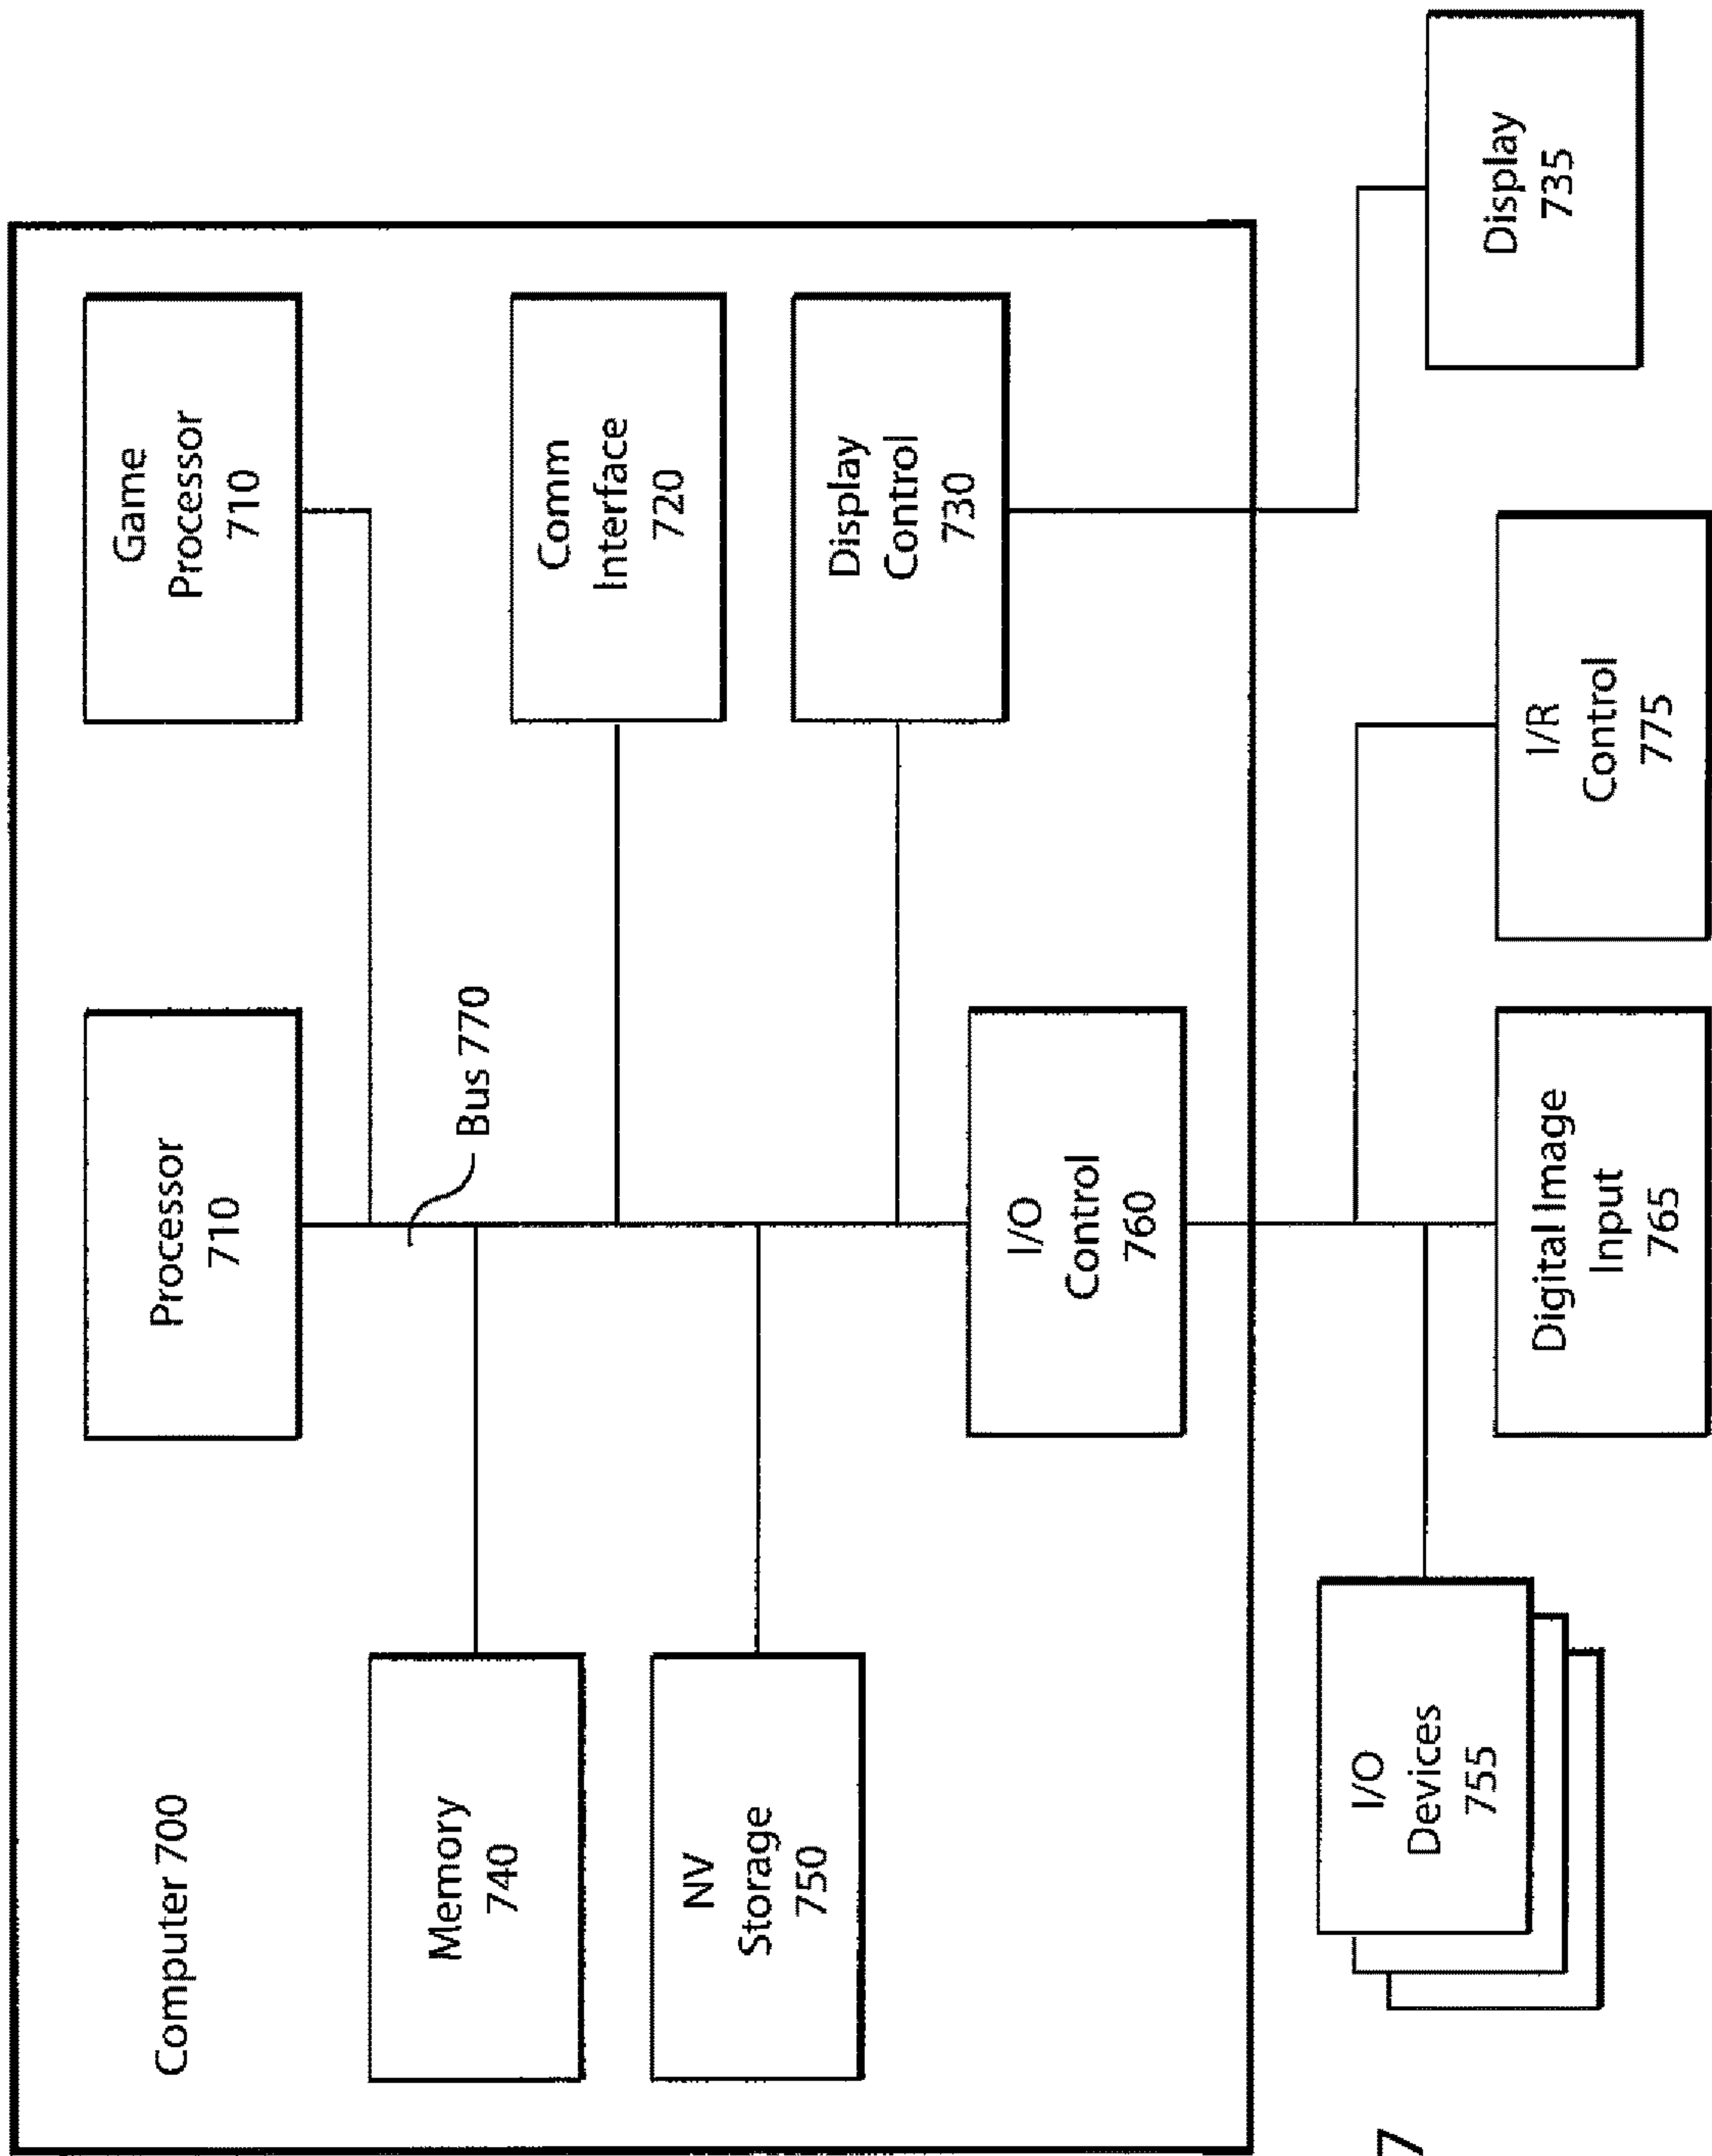 Computer 700
Processor
710
Game
Processor
710
Bus 770
Memory
740
Comm
Interface
720
NV
Storage
750
Display
Control
730
I/O
Control
760
I/O
Devices
755
Digital Image
Input
765
I/R
Control
775
Display
735
7